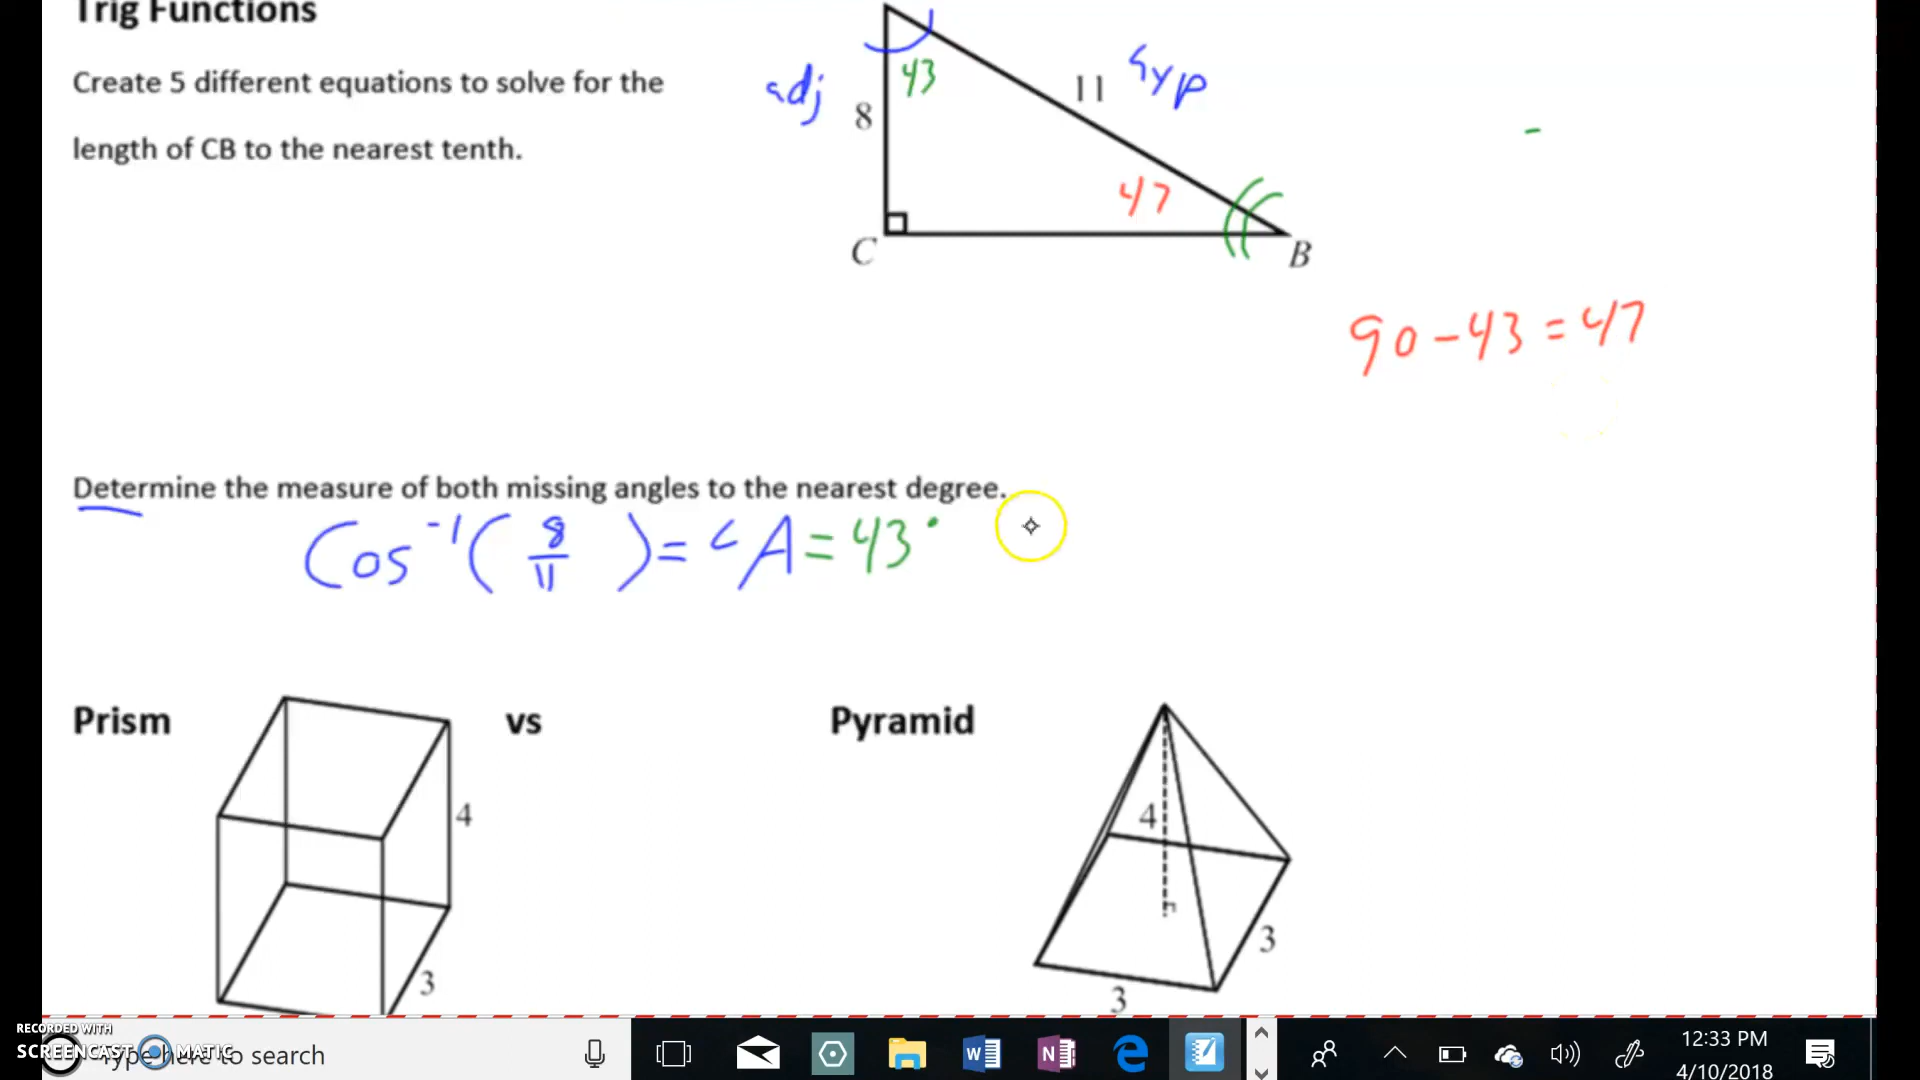 Trig Functions
Create 5 different equations to solve for the
length of CB to the nearest tenth.
adj
8
43
11
hyp
47
C
B
90 - 43 = 47
Determine the measure of both missing angles to the nearest degree.
Cos⁻¹( 8/11 ) = ∠A = 43°
Prism
vs
Pyramid
4
3
4
3
3
RECORDED WITH
SCREENCAST MATIC
Type here to search
12:33 PM
4/10/2018